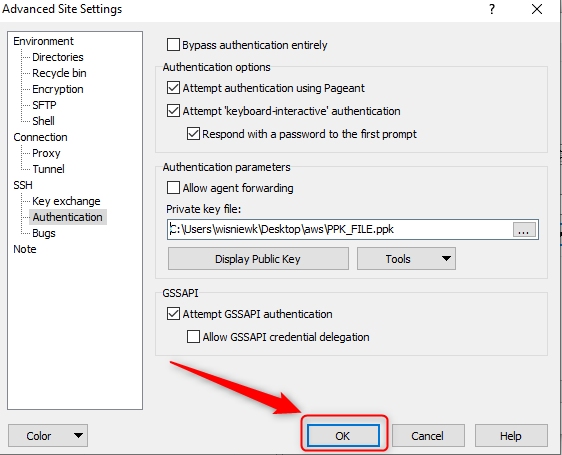 Advanced Site Settings
?
Environment
Directories
Recycle bin
Encryption
SFTP
Shell
Connection
Proxy
Tunnel
SSH
Key exchange
Authentication
Bugs
Note
Bypass authentication entirely
Authentication options
Attempt authentication using Pageant
Attempt 'keyboard-interactive' authentication
Respond with a password to the first prompt
Authentication parameters
Allow agent forwarding
Private key file:
C:\Users\wisniewk\Desktop\aws\PPK_FILE.ppk
...
Display Public Key
Tools
GSSAPI
Attempt GSSAPI authentication
Allow GSSAPI credential delegation
Color
OK
Cancel
Help